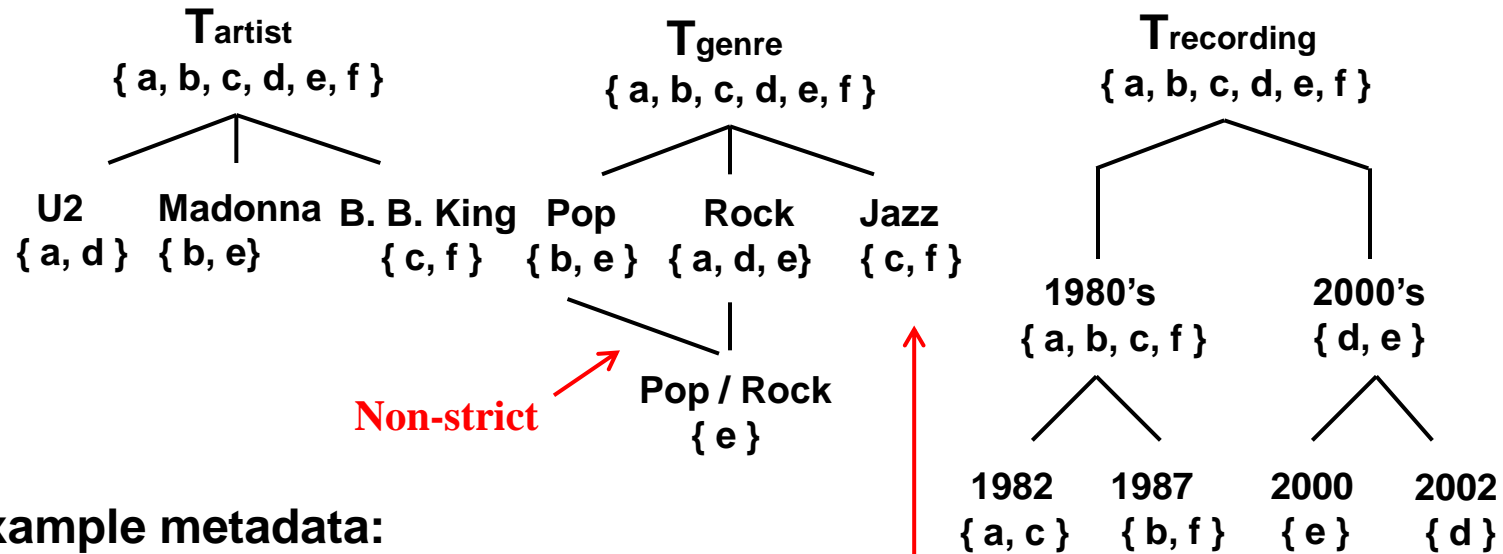 Tartist
{ a, b, c, d, e, f }
U2
{ a, d }
Madonna
{ b, e}
B. B. King
{ c, f }
Tgenre
{ a, b, c, d, e, f }
Pop
{ b, e }
Rock
{ a, d, e}
Jazz
{ c, f }
Non-strict
Pop / Rock
{ e }
Trecording
{ a, b, c, d, e, f }
1980’s
{ a, b, c, f }
2000’s
{ d, e }
1982
{ a, c }
1987
{ b, f }
2000
{ e }
2002
{ d }
xample metadata: